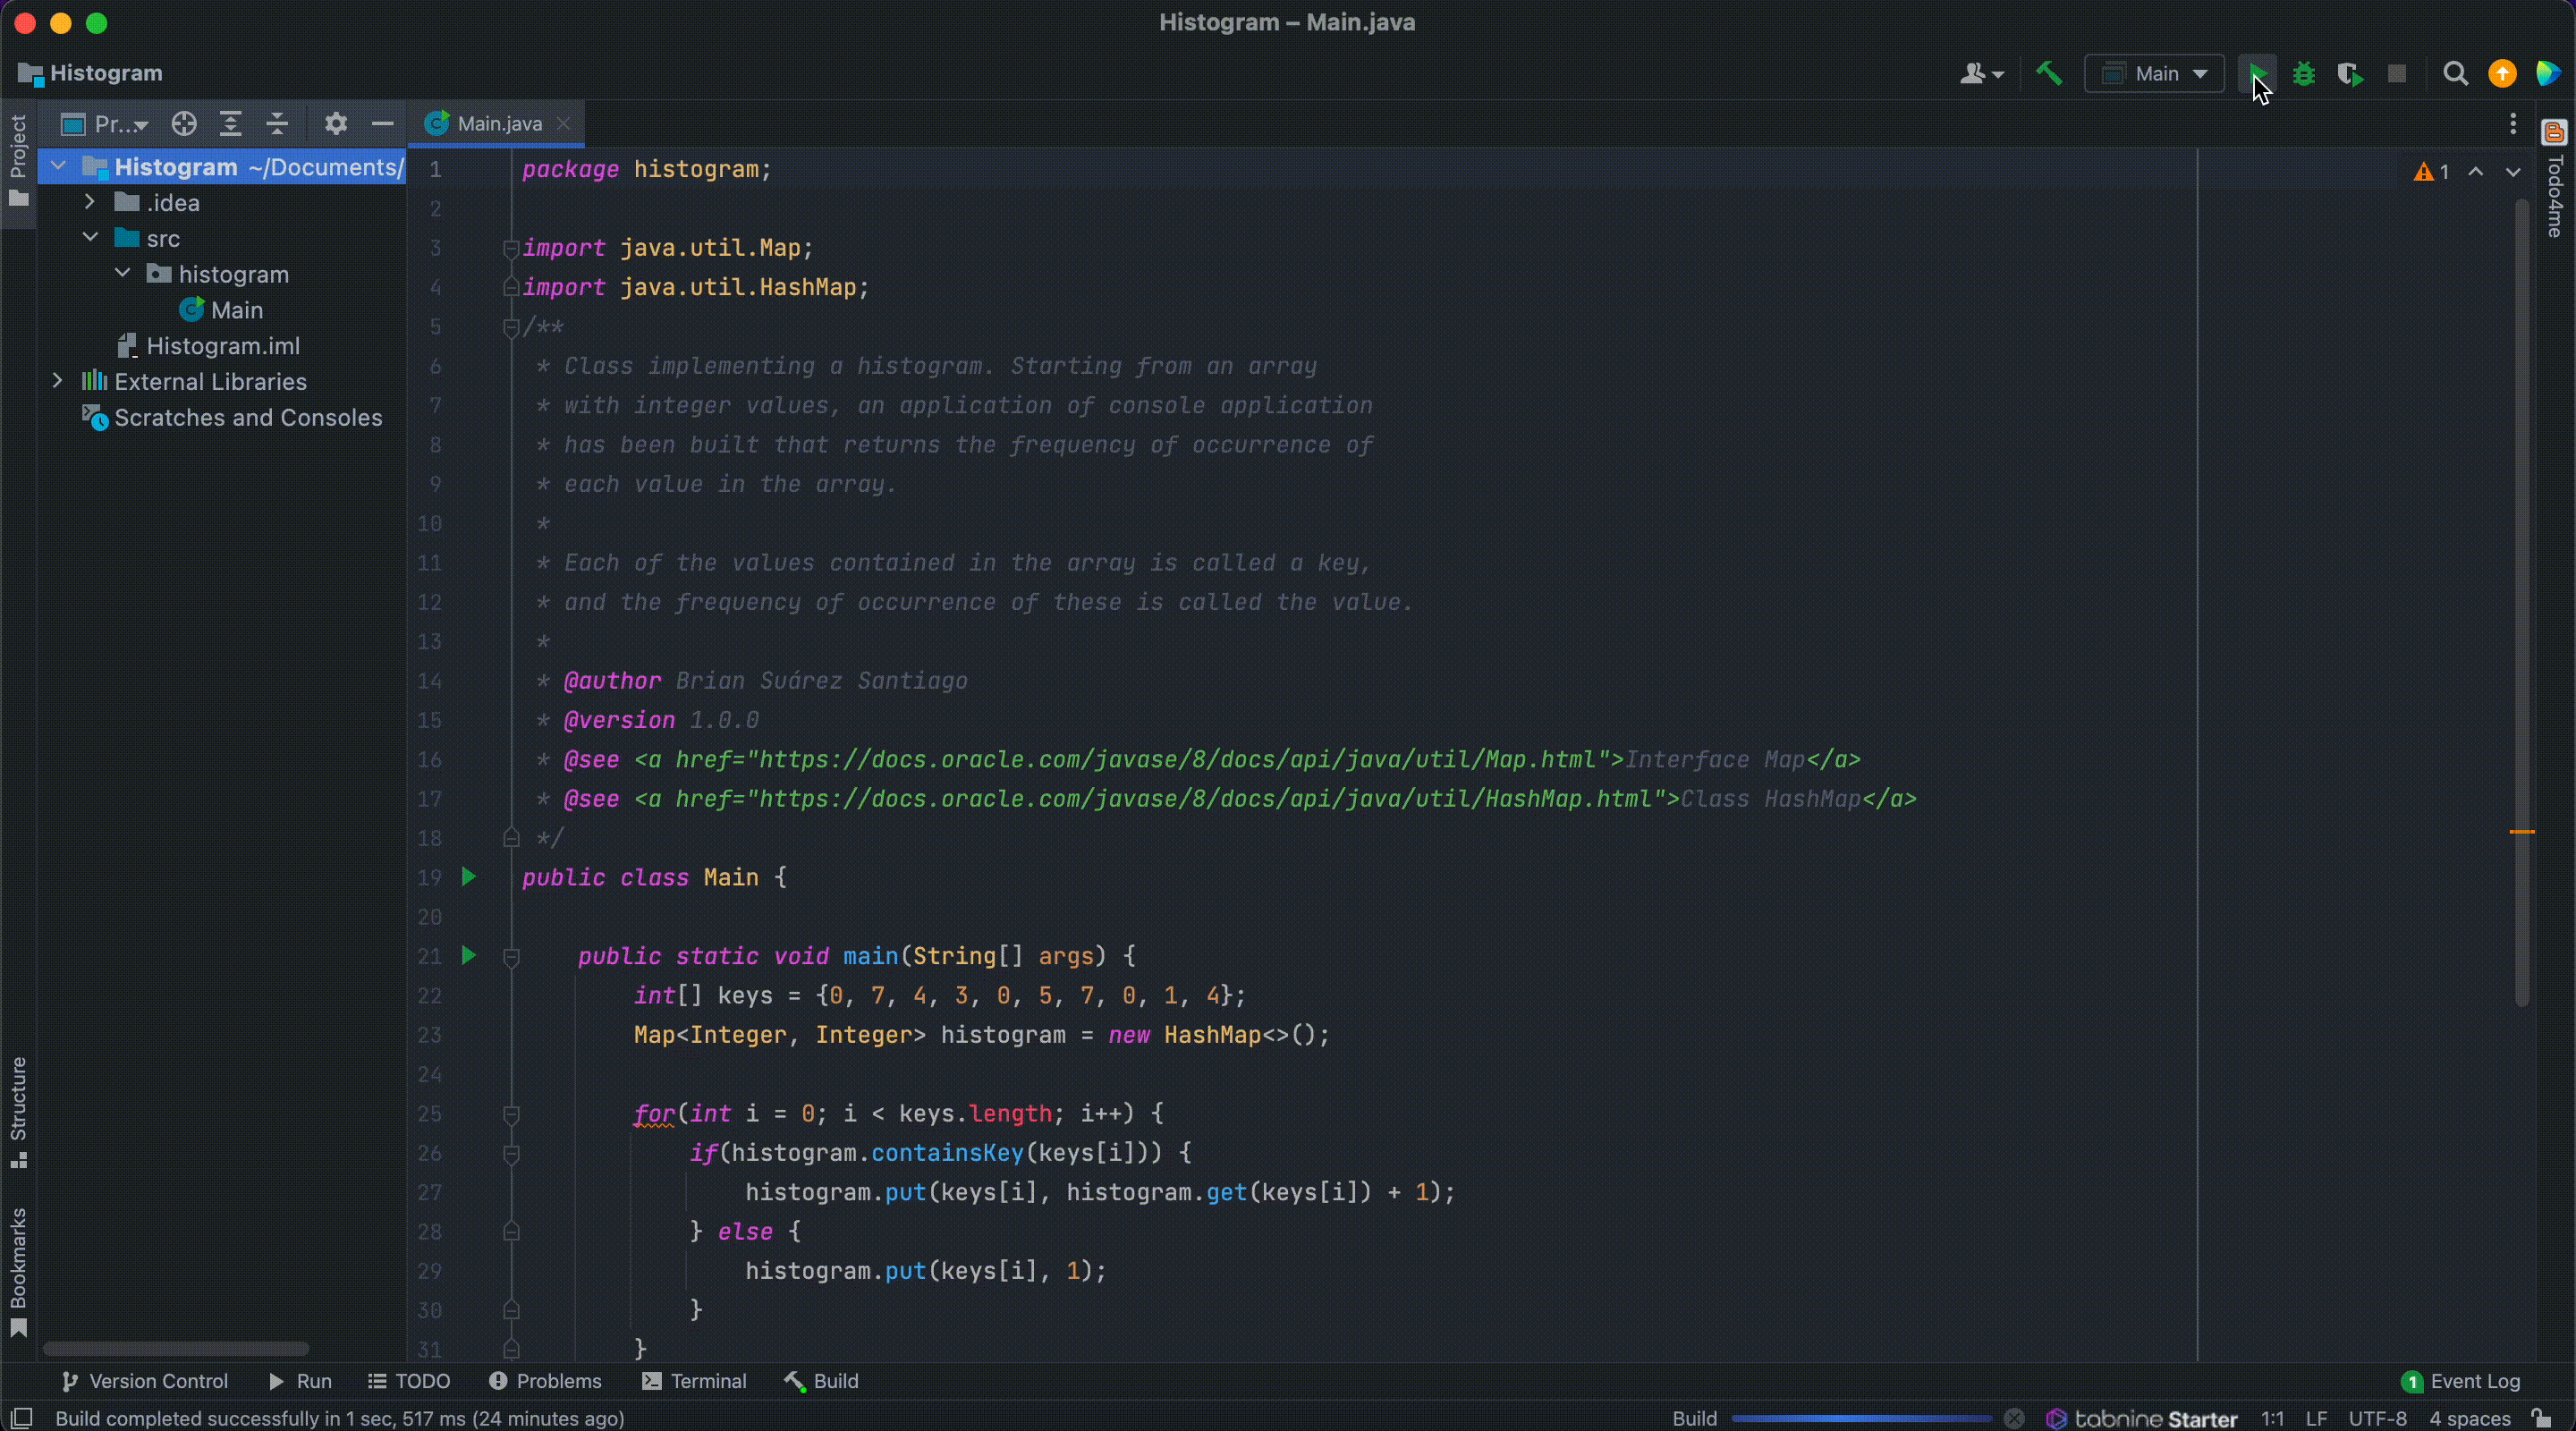 Histogram – Main.java
Histogram
Main
Project
Pr...
Main.java
Histogram ~/Documents/
.idea
src
histogram
Main
Histogram.iml
External Libraries
Scratches and Consoles
Structure
Bookmarks
1 package histogram;
2
3 import java.util.Map;
4 import java.util.HashMap;
5 /**
6 * Class implementing a histogram. Starting from an array
7 * with integer values, an application of console application
8 * has been built that returns the frequency of occurrence of
9 * each value in the array.
10 *
11 * Each of the values contained in the array is called a key,
12 * and the frequency of occurrence of these is called the value.
13 *
14 * @author Brian Suárez Santiago
15 * @version 1.0.0
16 * @see <a href="https://docs.oracle.com/javase/8/docs/api/java/util/Map.html">Interface Map</a>
17 * @see <a href="https://docs.oracle.com/javase/8/docs/api/java/util/HashMap.html">Class HashMap</a>
18 */
19 public class Main {
20
21 public static void main(String[] args) {
22 int[] keys = {0, 7, 4, 3, 0, 5, 7, 0, 1, 4};
23 Map<Integer, Integer> histogram = new HashMap<>();
24
25 for(int i = 0; i < keys.length; i++) {
26 if(histogram.containsKey(keys[i])) {
27 histogram.put(keys[i], histogram.get(keys[i]) + 1);
28 } else {
29 histogram.put(keys[i], 1);
30 }
31 }
1
Todo4me
Version Control
Run
TODO
Problems
Terminal
Build
1 Event Log
Build completed successfully in 1 sec, 517 ms (24 minutes ago)
Build
tabnine Starter
1:1 LF UTF-8 4 spaces